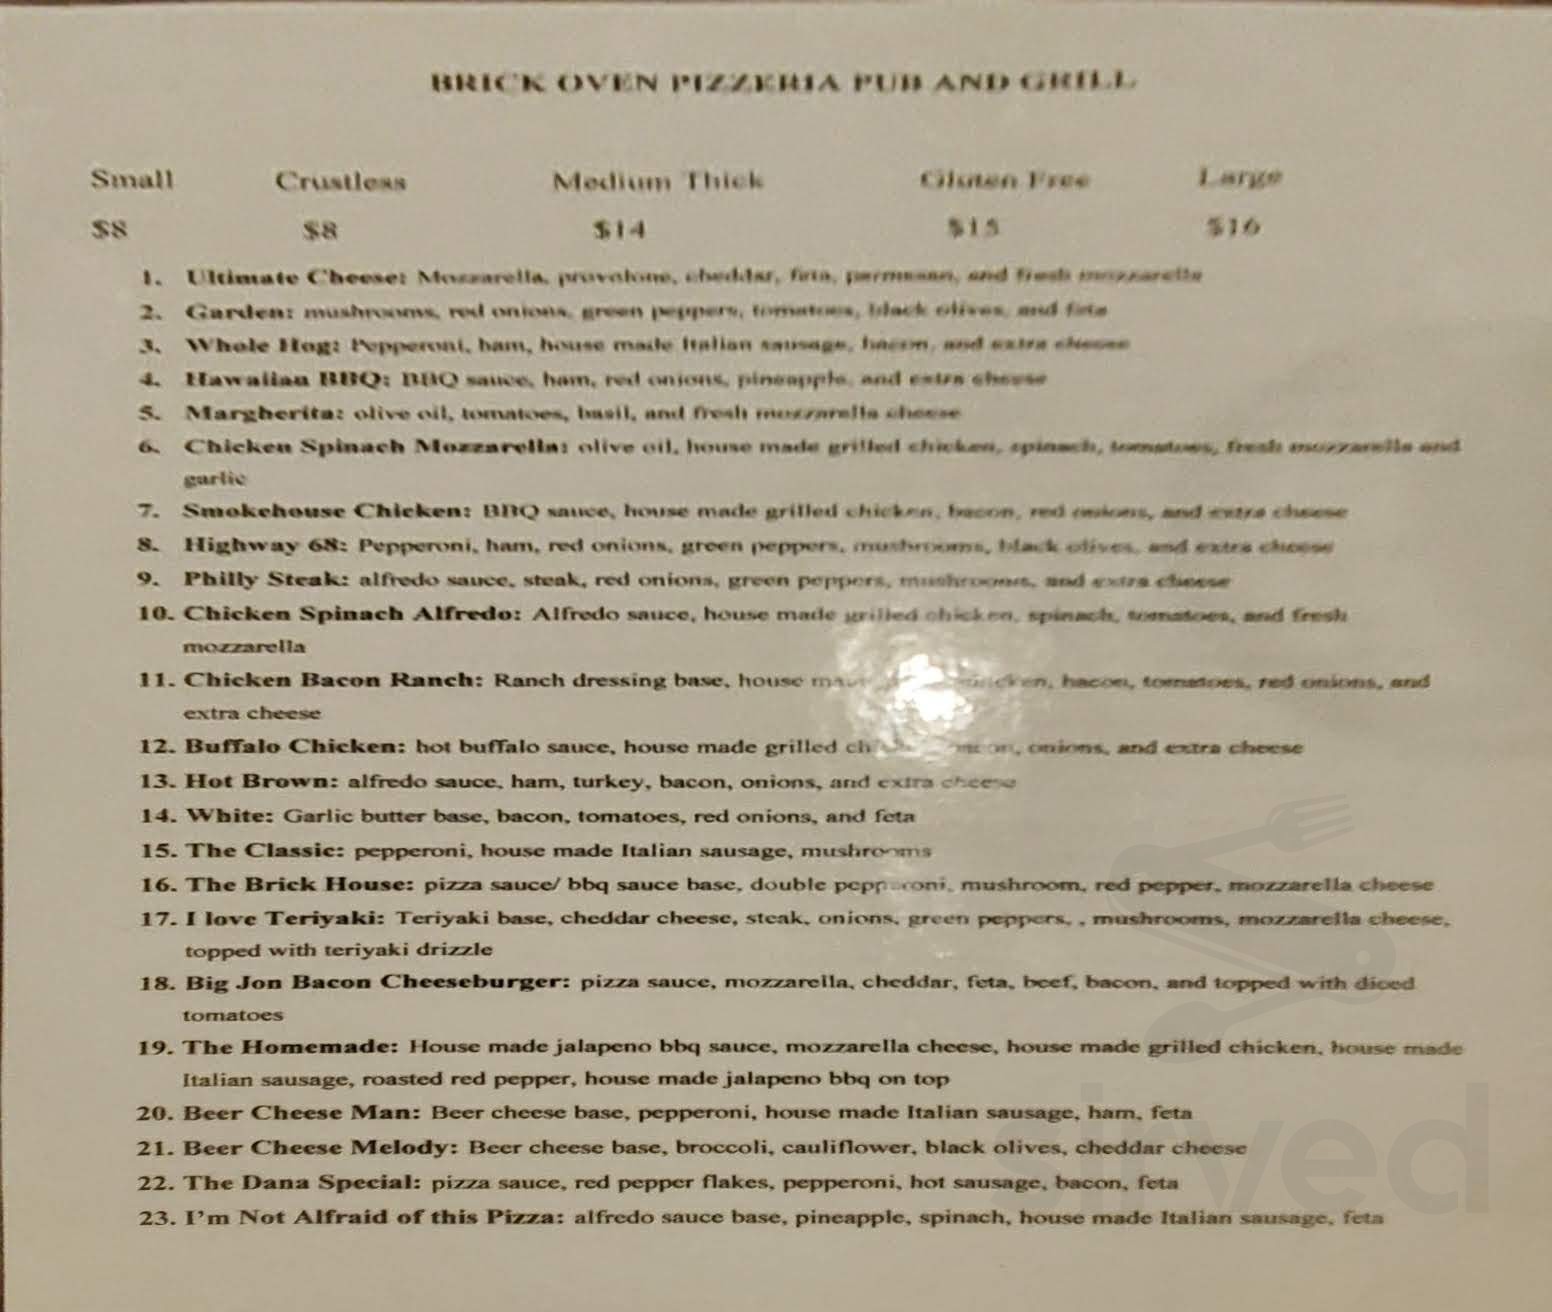 BRICK OVEN PIZZERIA PUB AND GRILL
Small Crustless Medium Thick Gluten Free Large
$8 $8 $14 $15 $16
1. Ultimate Cheese: Mozzarella, provolone, cheddar, feta, parmesan, and fresh mozzarella
2. Garden: mushrooms, red onions, green peppers, tomatoes, black olives, and feta
3. Whole Hog: Pepperoni, ham, house made Italian sausage, bacon, and extra cheese
4. Hawaiian BBQ: BBQ sauce, ham, red onions, pineapple, and extra cheese
5. Margherita: olive oil, tomatoes, basil, and fresh mozzarella cheese
6. Chicken Spinach Mozzarella: olive oil, house made grilled chicken, spinach, tomatoes, fresh mozzarella and
garlic
7. Smokehouse Chicken: BBQ sauce, house made grilled chicken, bacon, red onions, and extra cheese
8. Highway 68: Pepperoni, ham, red onions, green peppers, mushrooms, black olives, and extra cheese
9. Philly Steak: alfredo sauce, steak, red onions, green peppers, mushrooms, and extra cheese
10. Chicken Spinach Alfredo: Alfredo sauce, house made grilled chicken, spinach, tomatoes, and fresh
mozzarella
11. Chicken Bacon Ranch: Ranch dressing base, house made chicken, bacon, tomatoes, red onions, and
extra cheese
12. Buffalo Chicken: hot buffalo sauce, house made grilled onions, and extra cheese
13. Hot Brown: alfredo sauce, ham, turkey, bacon, onions, and extra cheese
14. White: Garlic butter base, bacon, tomatoes, red onions, and feta
15. The Classic: pepperoni, house made Italian sausage, mushrooms
16. The Brick House: pizza sauce/ bbq sauce base, double pepperoni, mushroom, red pepper, mozzarella cheese
17. I love Teriyaki: Teriyaki base, cheddar cheese, steak, onions, green peppers, , mushrooms, mozzarella cheese,
topped with teriyaki drizzle
18. Big Jon Bacon Cheeseburger: pizza sauce, mozzarella, cheddar, feta, beef, bacon, and topped with diced
tomatoes
19. The Homemade: House made jalapeno bbq sauce, mozzarella cheese, house made grilled chicken, house made
Italian sausage, roasted red pepper, house made jalapeno bbq on top
20. Beer Cheese Man: Beer cheese base, pepperoni, house made Italian sausage, ham, feta
21. Beer Cheese Melody: Beer cheese base, broccoli, cauliflower, black olives, cheddar cheese
22. The Dana Special: pizza sauce, red pepper flakes, pepperoni, hot sausage, bacon, feta
23. I'm Not Alfraid of this Pizza: alfredo sauce base, pineapple, spinach, house made Italian sausage, feta
sirved